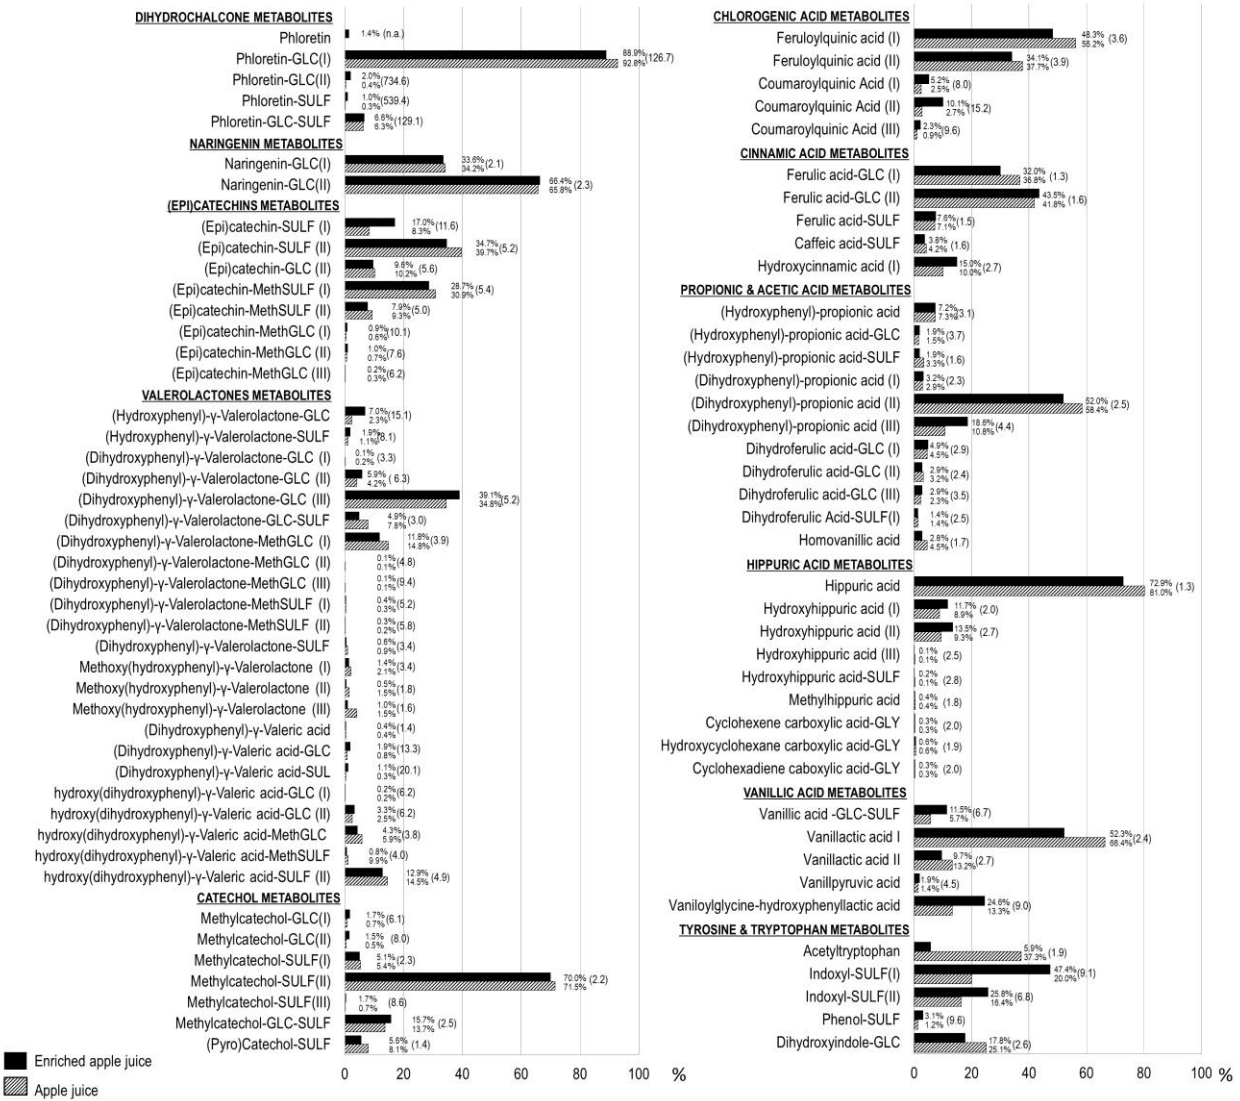 DIHYDROCHALCONE METABOLITES
Phloretin 1.4% (n.a.)
Phloretin-GLC(I) 88.9% 92.8% (126.7)
Phloretin-GLC(II) 2.0% 0.4% (734.6)
Phloretin-SULF 1.0% 0.3% (539.4)
Phloretin-GLC-SULF 6.6% 6.3% (129.1)
NARINGENIN METABOLITES
Naringenin-GLC(I) 33.6% 34.2% (2.1)
Naringenin-GLC(II) 66.4% 65.8% (2.3)
(EPI)CATECHINS METABOLITES
(Epi)catechin-SULF (I) 17.0% 8.3% (11.6)
(Epi)catechin-SULF (II) 34.7% 39.7% (5.2)
(Epi)catechin-GLC (II) 9.6% 10.2% (5.6)
(Epi)catechin-MethSULF (I) 28.7% 30.9% (5.4)
(Epi)catechin-MethSULF (II) 7.9% 9.3% (5.0)
(Epi)catechin-MethGLC (I) 0.9% 0.6% (10.1)
(Epi)catechin-MethGLC (II) 1.0% 0.7% (7.6)
(Epi)catechin-MethGLC (III) 0.2% 0.3% (6.2)
VALEROLACTONES METABOLITES
(Hydroxyphenyl)-γ-Valerolactone-GLC 7.0% 2.3% (15.1)
(Hydroxyphenyl)-γ-Valerolactone-SULF 1.9% 1.1% (8.1)
(Dihydroxyphenyl)-γ-Valerolactone-GLC (I) 0.1% 0.2% (3.3)
(Dihydroxyphenyl)-γ-Valerolactone-GLC (II) 5.9% 4.2% ( 6.3)
(Dihydroxyphenyl)-γ-Valerolactone-GLC (III) 39.1% 34.8% (5.2)
(Dihydroxyphenyl)-γ-Valerolactone-GLC-SULF 4.9% 7.8% (3.0)
(Dihydroxyphenyl)-γ-Valerolactone-MethGLC (I) 11.8% 14.8% (3.9)
(Dihydroxyphenyl)-γ-Valerolactone-MethGLC (II) 0.1% 0.1% (4.8)
(Dihydroxyphenyl)-γ-Valerolactone-MethGLC (III) 0.1% 0.1% (9.4)
(Dihydroxyphenyl)-γ-Valerolactone-MethSULF (I) 0.4% 0.3% (5.2)
(Dihydroxyphenyl)-γ-Valerolactone-MethSULF (II) 0.3% 0.2% (5.8)
(Dihydroxyphenyl)-γ-Valerolactone-SULF 0.6% 0.9% (3.4)
Methoxy(hydroxyphenyl)-γ-Valerolactone (I) 1.4% 2.1% (3.4)
Methoxy(hydroxyphenyl)-γ-Valerolactone (II) 0.5% 1.5% (1.8)
Methoxy(hydroxyphenyl)-γ-Valerolactone (III) 1.0% 1.5% (1.6)
(Dihydroxyphenyl)-γ-Valeric acid 0.4% 0.4% (1.4)
(Dihydroxyphenyl)-γ-Valeric acid-GLC 1.9% 0.8% (13.3)
(Dihydroxyphenyl)-γ-Valeric acid-SUL 1.1% 0.3% (20.1)
hydroxy(dihydroxyphenyl)-γ-Valeric acid-GLC (I) 0.2% 0.2% (6.2)
hydroxy(dihydroxyphenyl)-γ-Valeric acid-GLC (II) 3.3% 2.5% (6.2)
hydroxy(dihydroxyphenyl)-γ-Valeric acid-MethGLC 4.3% 5.9% (3.8)
hydroxy(dihydroxyphenyl)-γ-Valeric acid-MethSULF 0.8% 9.9% (4.0)
hydroxy(dihydroxyphenyl)-γ-Valeric acid-SULF (II) 12.9% 14.5% (4.9)
CATECHOL METABOLITES
Methylcatechol-GLC(I) 1.7% 0.7% (6.1)
Methylcatechol-GLC(II) 1.5% 0.5% (8.0)
Methylcatechol-SULF(I) 5.1% 5.4% (2.3)
Methylcatechol-SULF(II) 70.0% 71.5% (2.2)
Methylcatechol-SULF(III) 1.7% 0.7% (8.6)
Methylcatechol-GLC-SULF 15.7% 13.7% (2.5)
(Pyro)Catechol-SULF 5.6% 8.1% (1.4)
0 20 40 60 80 100 %
Enriched apple juice
Apple juice
CHLOROGENIC ACID METABOLITES
Feruloylquinic acid (I) 48.3% 56.2% (3.6)
Feruloylquinic acid (II) 34.1% 37.7% (3.9)
Coumaroylquinic Acid (I) 5.2% 2.5% (8.0)
Coumaroylquinic Acid (II) 10.1% 2.7% (15.2)
Coumaroylquinic Acid (III) 2.3% 0.9% (9.6)
CINNAMIC ACID METABOLITES
Ferulic acid-GLC (I) 32.0% 36.8% (1.3)
Ferulic acid-GLC (II) 43.5% 41.8% (1.6)
Ferulic acid-SULF 7.6% 7.1% (1.5)
Caffeic acid-SULF 3.8% 4.2% (1.6)
Hydroxycinnamic acid (I) 15.0% 10.0% (2.7)
PROPIONIC & ACETIC ACID METABOLITES
(Hydroxyphenyl)-propionic acid 7.2% 7.3% (3.1)
(Hydroxyphenyl)-propionic acid-GLC 1.9% 1.5% (3.7)
(Hydroxyphenyl)-propionic acid-SULF 1.9% 3.3% (1.6)
(Dihydroxyphenyl)-propionic acid (I) 3.2% 2.9% (2.3)
(Dihydroxyphenyl)-propionic acid (II) 52.0% 58.4% (2.5)
(Dihydroxyphenyl)-propionic acid (III) 18.8% 10.8% (4.4)
Dihydroferulic acid-GLC (I) 4.9% 4.5% (2.9)
Dihydroferulic acid-GLC (II) 2.9% 3.2% (2.4)
Dihydroferulic acid-GLC (III) 2.9% 2.3% (3.5)
Dihydroferulic Acid-SULF(I) 1.4% 1.4% (2.5)
Homovanillic acid 2.8% 4.5% (1.7)
HIPPURIC ACID METABOLITES
Hippuric acid 72.9% 81.0% (1.3)
Hydroxyhippuric acid (I) 11.7% 8.9% (2.0)
Hydroxyhippuric acid (II) 13.5% 9.3% (2.7)
Hydroxyhippuric acid (III) 0.1% 0.1% (2.5)
Hydroxyhippuric acid-SULF 0.2% 0.1% (2.8)
Methylhippuric acid 0.4% 0.4% (1.8)
Cyclohexene carboxylic acid-GLY 0.3% 0.3% (2.0)
Hydroxycyclohexane carboxylic acid-GLY 0.6% 0.6% (1.9)
Cyclohexadiene caboxylic acid-GLY 0.3% 0.3% (2.0)
VANILLIC ACID METABOLITES
Vanillic acid -GLC-SULF 11.5% 5.7% (6.7)
Vanillactic acid I 52.3% 66.4% (2.4)
Vanillactic acid II 9.7% 13.2% (2.7)
Vanillpyruvic acid 1.9% 1.4% (4.5)
Vaniloylglycine-hydroxyphenyllactic acid 24.6% 13.3% (9.0)
TYROSINE & TRYPTOPHAN METABOLITES
Acetyltryptophan 5.9% 37.3% (1.9)
Indoxyl-SULF(I) 47.4% 20.0% (9.1)
Indoxyl-SULF(II) 25.8% 16.4% (6.8)
Phenol-SULF 3.1% 1.2% (9.6)
Dihydroxyindole-GLC 17.8% 25.1% (2.6)
0 20 40 60 80 100 %